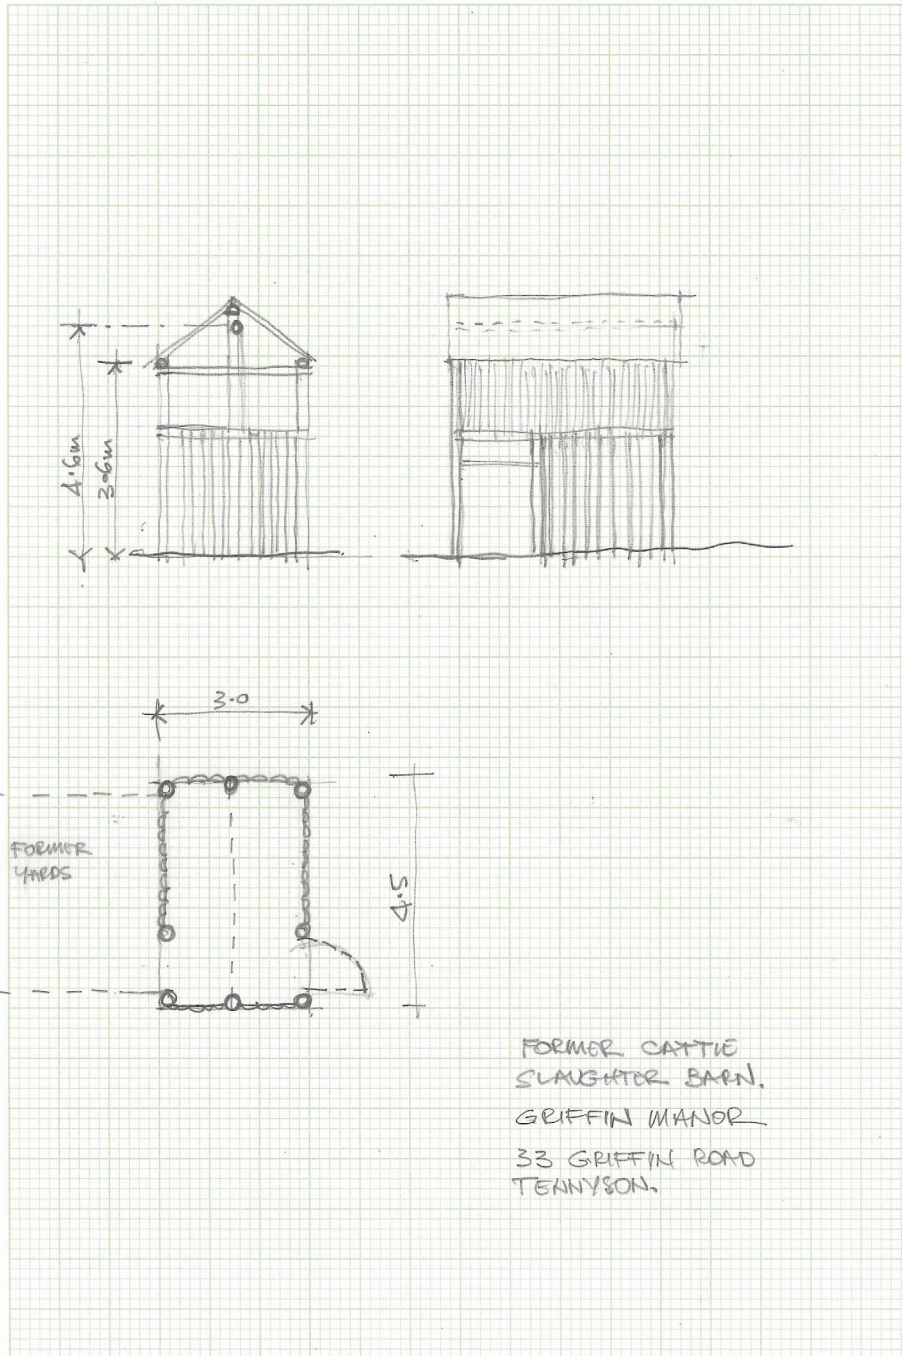 4.6m
3.6m
3.0
FORMER
YARDS
4.5
FORMER CATTLE
SLAUGHTER BARN.
GRIFFIN MANOR
33 GRIFFIN ROAD
TENNYSON.